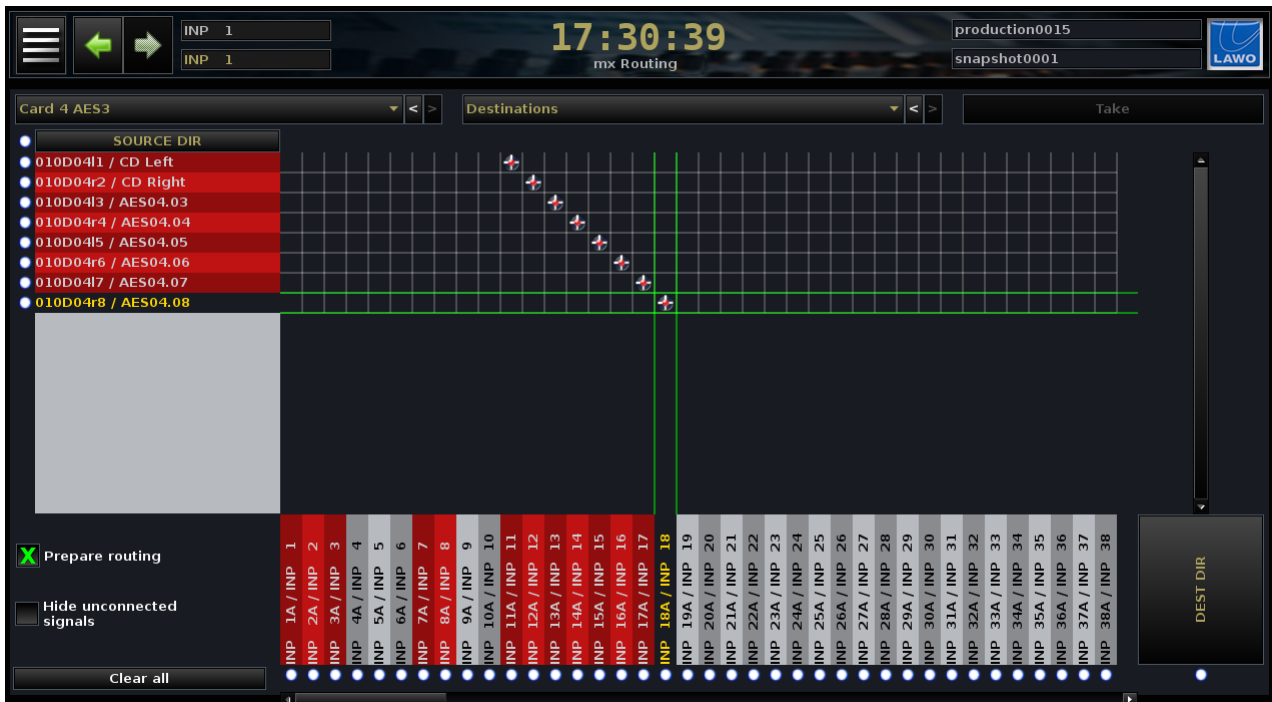 INP 1
INP 1
17:30:39
mx Routing
production0015
snapshot0001
LAWO
Card 4 AES3
<
>
Destinations
<
>
Take
SOURCE DIR
010D04l1 / CD Left
010D04r2 / CD Right
010D04l3 / AES04.03
010D04r4 / AES04.04
010D04l5 / AES04.05
010D04r6 / AES04.06
010D04l7 / AES04.07
010D04r8 / AES04.08
X Prepare routing
Hide unconnected
signals
Clear all
INP 1A / INP 1
INP 2A / INP 2
INP 3A / INP 3
INP 4A / INP 4
INP 5A / INP 5
INP 6A / INP 6
INP 7A / INP 7
INP 8A / INP 8
INP 9A / INP 9
INP 10A / INP 10
INP 11A / INP 11
INP 12A / INP 12
INP 13A / INP 13
INP 14A / INP 14
INP 15A / INP 15
INP 16A / INP 16
INP 17A / INP 17
INP 18A / INP 18
INP 19A / INP 19
INP 20A / INP 20
INP 21A / INP 21
INP 22A / INP 22
INP 23A / INP 23
INP 24A / INP 24
INP 25A / INP 25
INP 26A / INP 26
INP 27A / INP 27
INP 28A / INP 28
INP 29A / INP 29
INP 30A / INP 30
INP 31A / INP 31
INP 32A / INP 32
INP 33A / INP 33
INP 34A / INP 34
INP 35A / INP 35
INP 36A / INP 36
INP 37A / INP 37
INP 38A / INP 38
DEST DIR